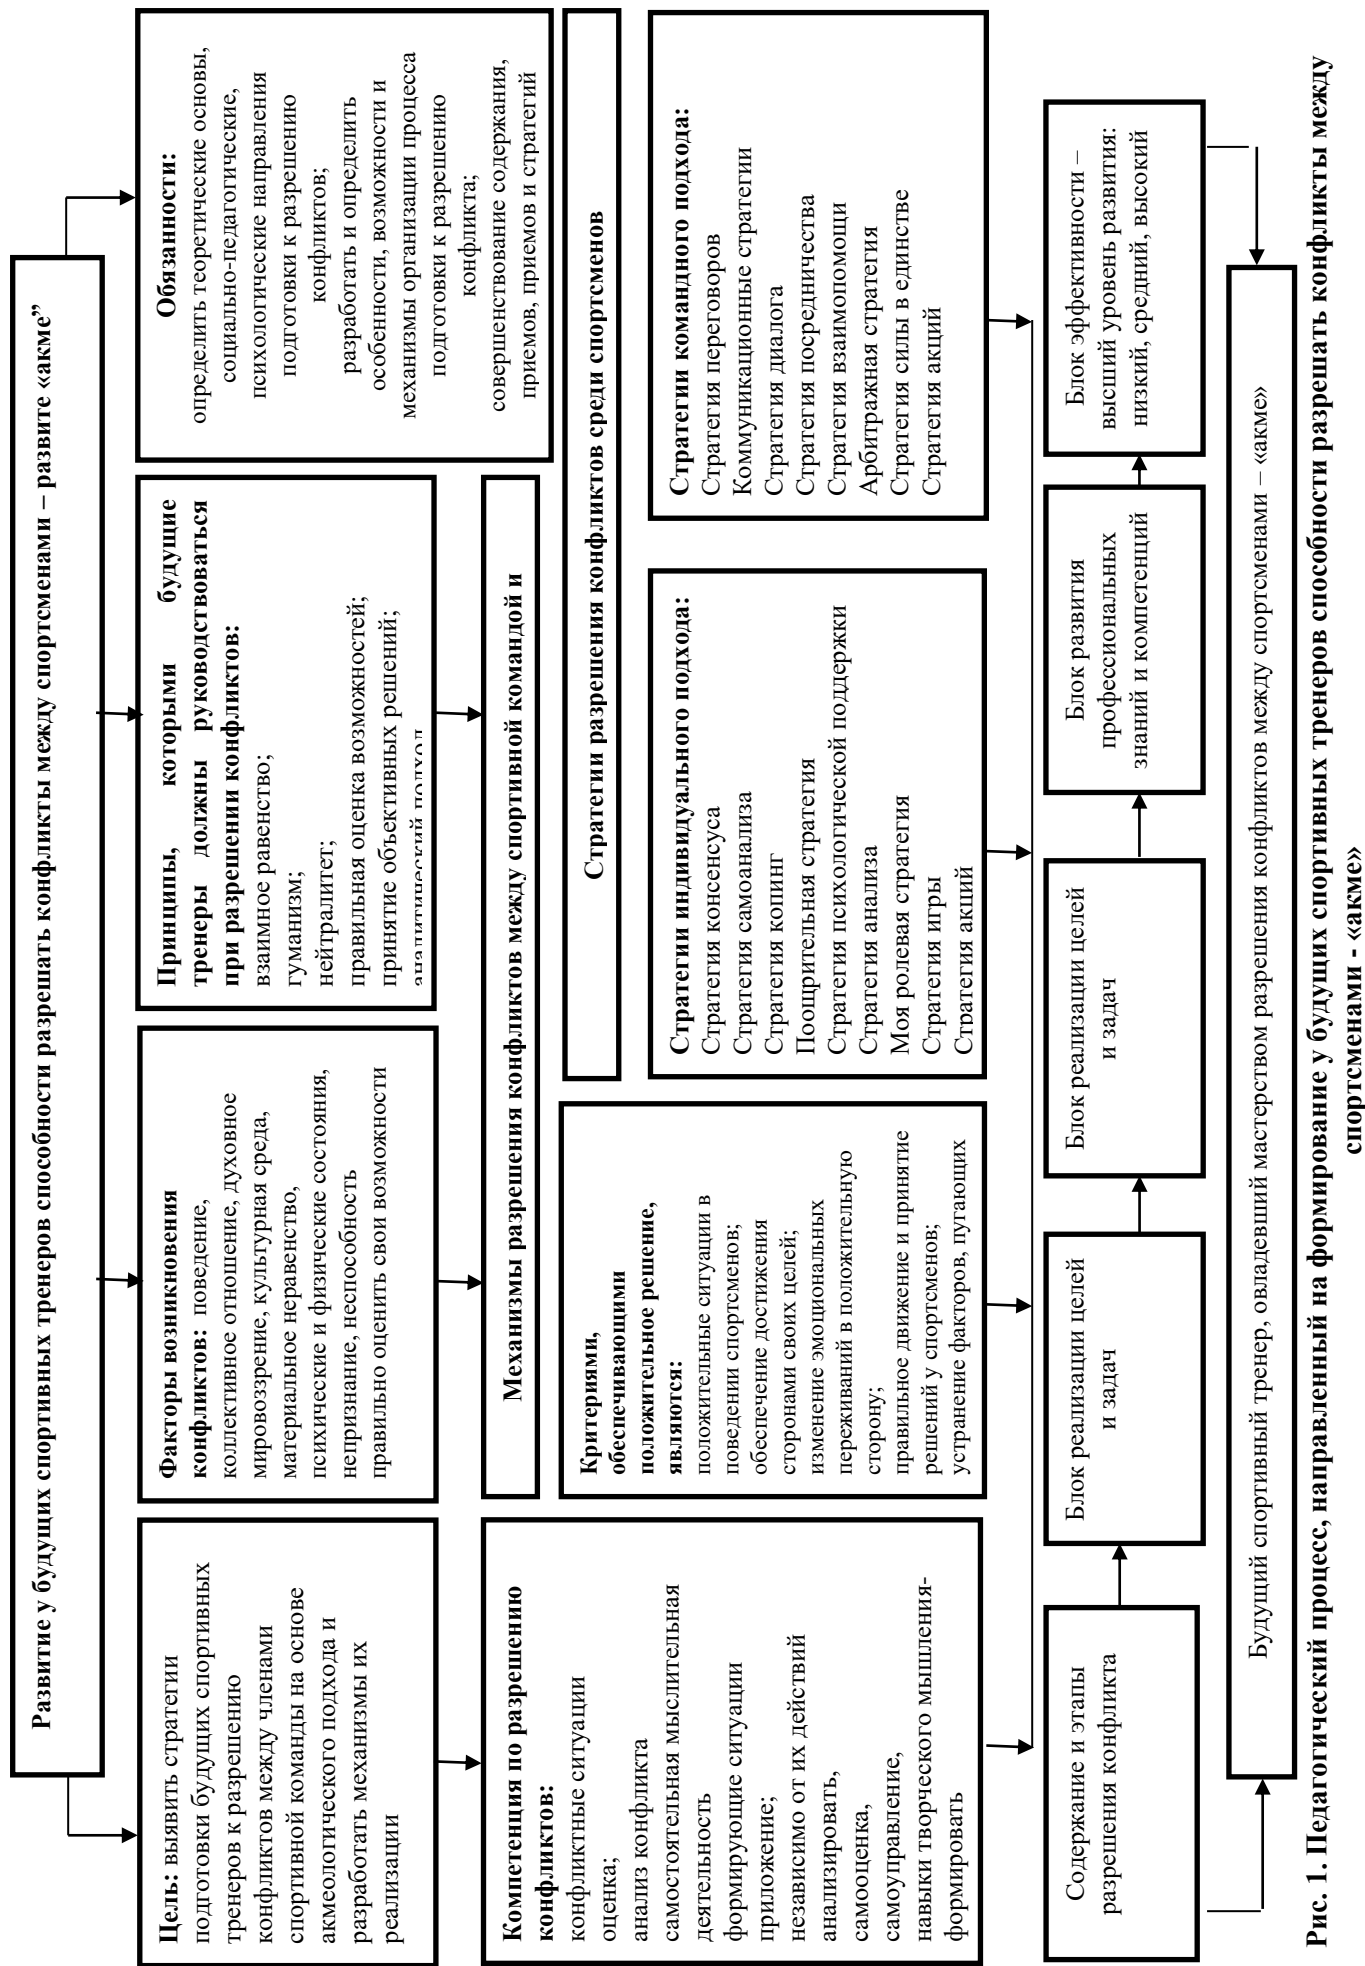 Развитие у будущих спортивных тренеров способности разрешать конфликты между спортсменами – развите «акме”
Цель: выявить стратегии
подготовки будущих спортивных
тренеров к разрешению
конфликтов между членами
спортивной команды на основе
акмеологического подхода и
разработать механизмы их
реализации
Факторы возникновения
конфликтов: поведение,
коллективное отношение, духовное
мировоззрение, культурная среда,
материальное неравенство,
психические и физические состояния,
непризнание, неспособность
правильно оценить свои возможности
Принципы, которыми будущие
тренеры должны руководствоваться
при разрешении конфликтов:
взаимное равенство;
гуманизм;
нейтралитет;
правильная оценка возможностей;
принятие объективных решений;
аналитический подход
Обязанности:
определить теоретические основы,
социально-педагогические,
психологические направления
подготовки к разрешению
конфликтов;
разработать и определить
особенности, возможности и
механизмы организации процесса
подготовки к разрешению
конфликта;
совершенствование содержания,
приемов, приемов и стратегий
Компетенция по разрешению
конфликтов:
конфликтные ситуации
оценка;
анализ конфликта
самостоятельная мыслительная
деятельность
формирующие ситуации
приложение;
независимо от их действий
анализировать,
самооценка,
самоуправление,
навыки творческого мышления-
формировать
Механизмы разрешения конфликтов между спортивной командой и
Стратегии разрешения конфликтов среди спортсменов
Критериями,
обеспечивающими
положительное решение,
являются:
положительные ситуации в
поведении спортсменов;
обеспечение достижения
сторонами своих целей;
изменение эмоциональных
переживаний в положительную
сторону;
правильное движение и принятие
решений у спортсменов;
устранение факторов, пугающих
Стратегии индивидуального подхода:
Стратегия консенсуса
Стратегия самоанализа
Стратегия копинг
Поощрительная стратегия
Стратегия психологической поддержки
Стратегия анализа
Моя ролевая стратегия
Стратегия игры
Стратегия акций
Стратегии командного подхода:
Стратегия переговоров
Коммуникационные стратегии
Стратегия диалога
Стратегия посредничества
Стратегия взаимопомощи
Арбитражная стратегия
Стратегия силы в единстве
Стратегия акций
Содержание и этапы
разрешения конфликта
Блок реализации целей
и задач
Блок реализации целей
и задач
Блок развития
профессиональных
знаний и компетенций
Блок эффективности –
высший уровень развития:
низкий, средний, высокий
Будущий спортивный тренер, овладевший мастерством разрешения конфликтов между спортсменами – «акме»
Рис. 1. Педагогический процесс, направленный на формирование у будущих спортивных тренеров способности разрешать конфликты между
спортсменами - «акме»